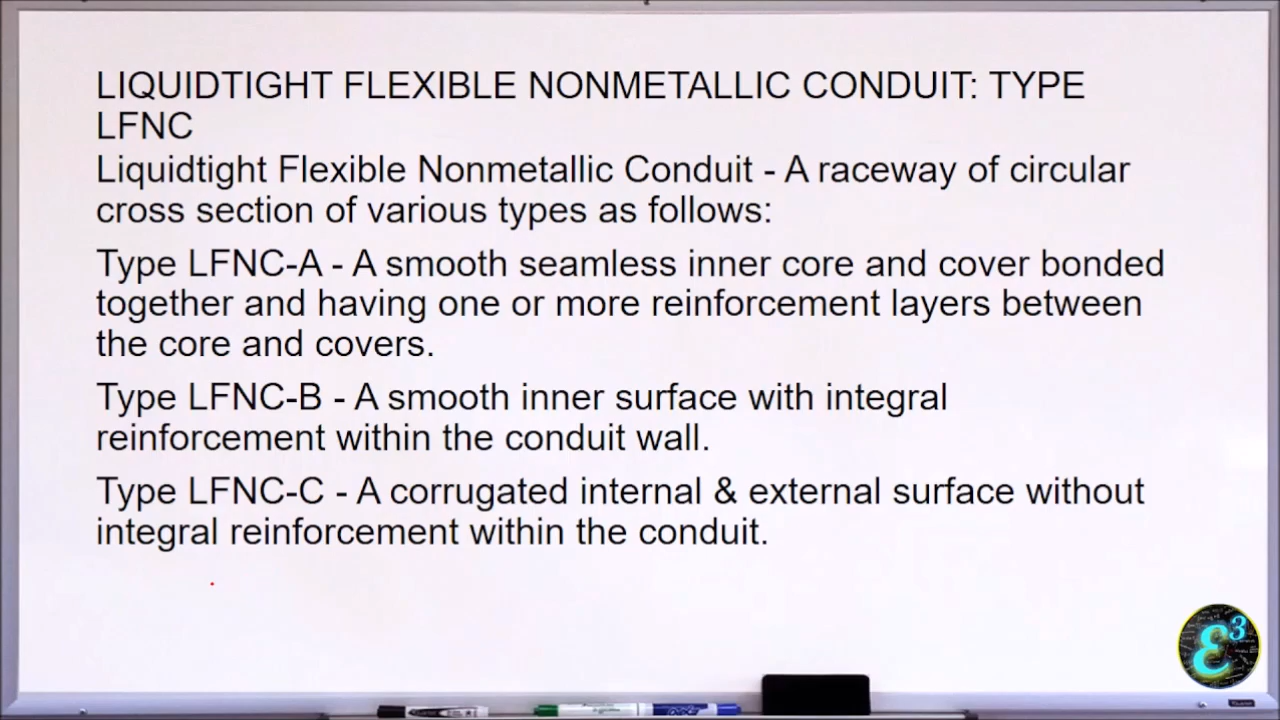 LIQUIDTIGHT FLEXIBLE NONMETALLIC CONDUIT: TYPE
LFNC
Liquidtight Flexible Nonmetallic Conduit - A raceway of circular
cross section of various types as follows:
Type LFNC-A - A smooth seamless inner core and cover bonded
together and having one or more reinforcement layers between
the core and covers.
Type LFNC-B - A smooth inner surface with integral
reinforcement within the conduit wall.
Type LFNC-C - A corrugated internal & external surface without
integral reinforcement within the conduit.
ε3